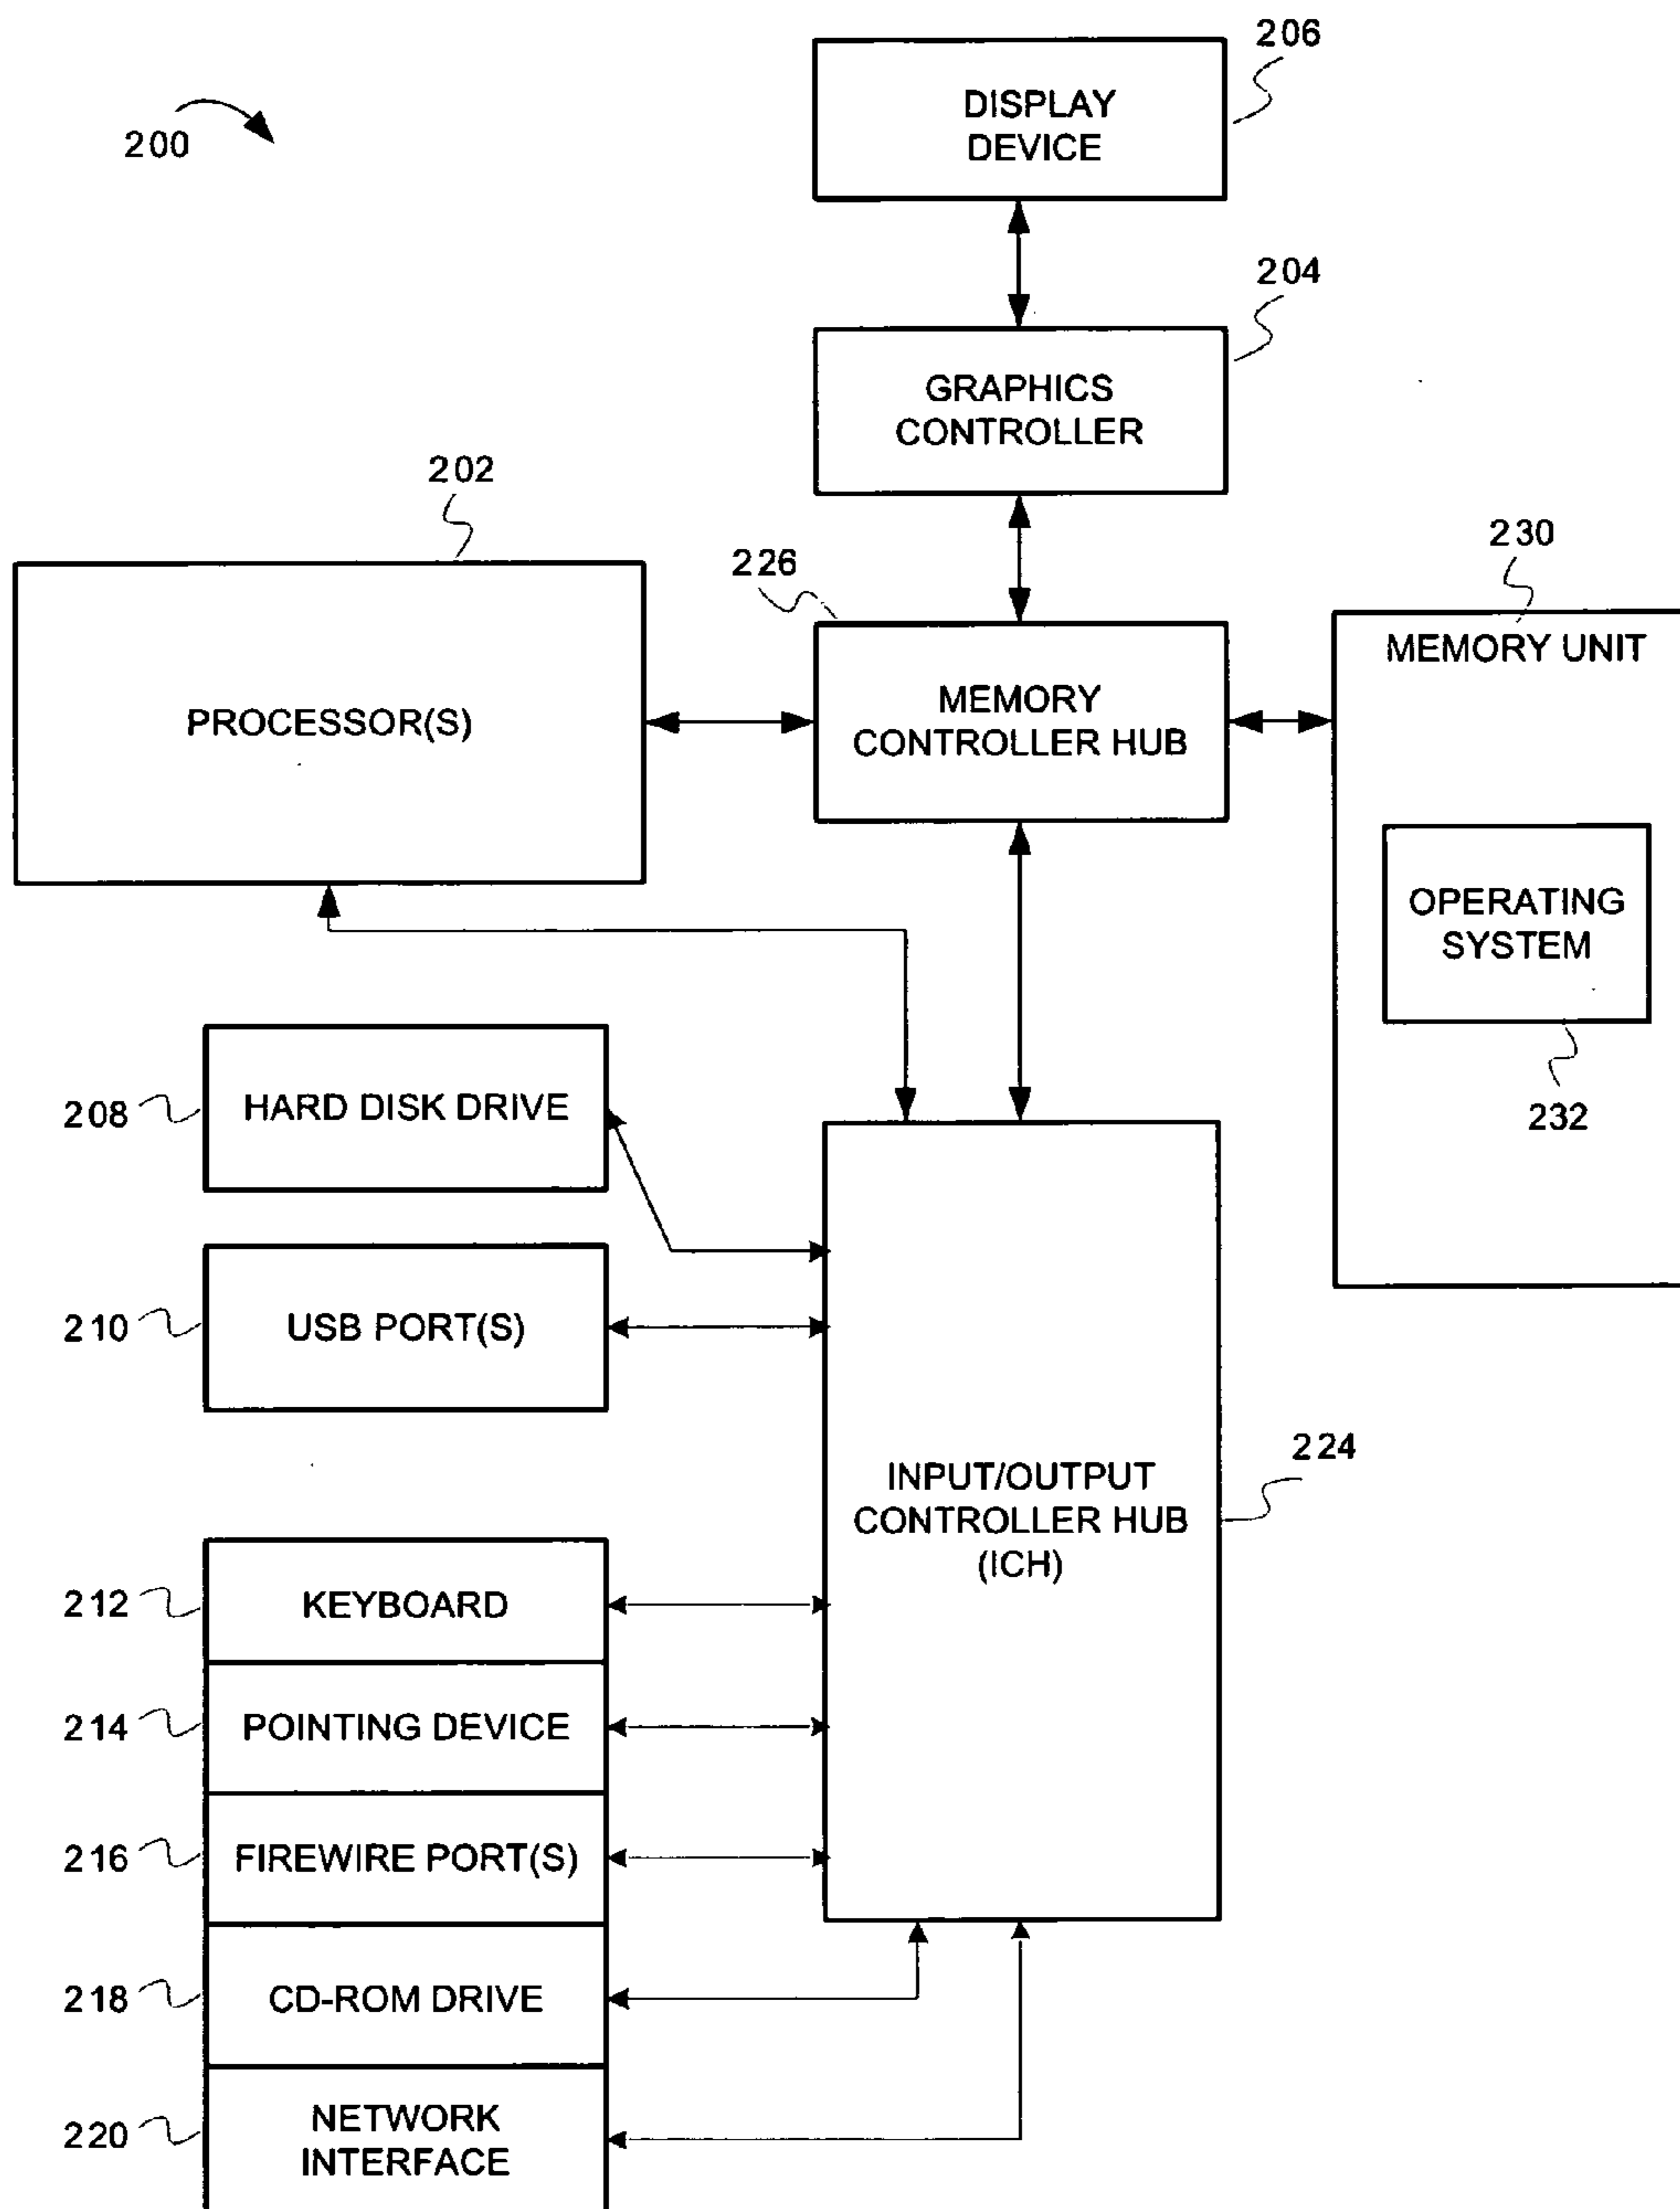 206
DISPLAY
DEVICE
200
204
GRAPHICS
CONTROLLER
202
226
230
MEMORY UNIT
PROCESSOR(S)
MEMORY
CONTROLLER HUB
OPERATING
SYSTEM
232
208
HARD DISK DRIVE
210
USB PORT(S)
224
INPUT/OUTPUT
CONTROLLER HUB
(ICH)
212
KEYBOARD
214
POINTING DEVICE
216
FIREWIRE PORT(S)
218
CD-ROM DRIVE
220
NETWORK
INTERFACE